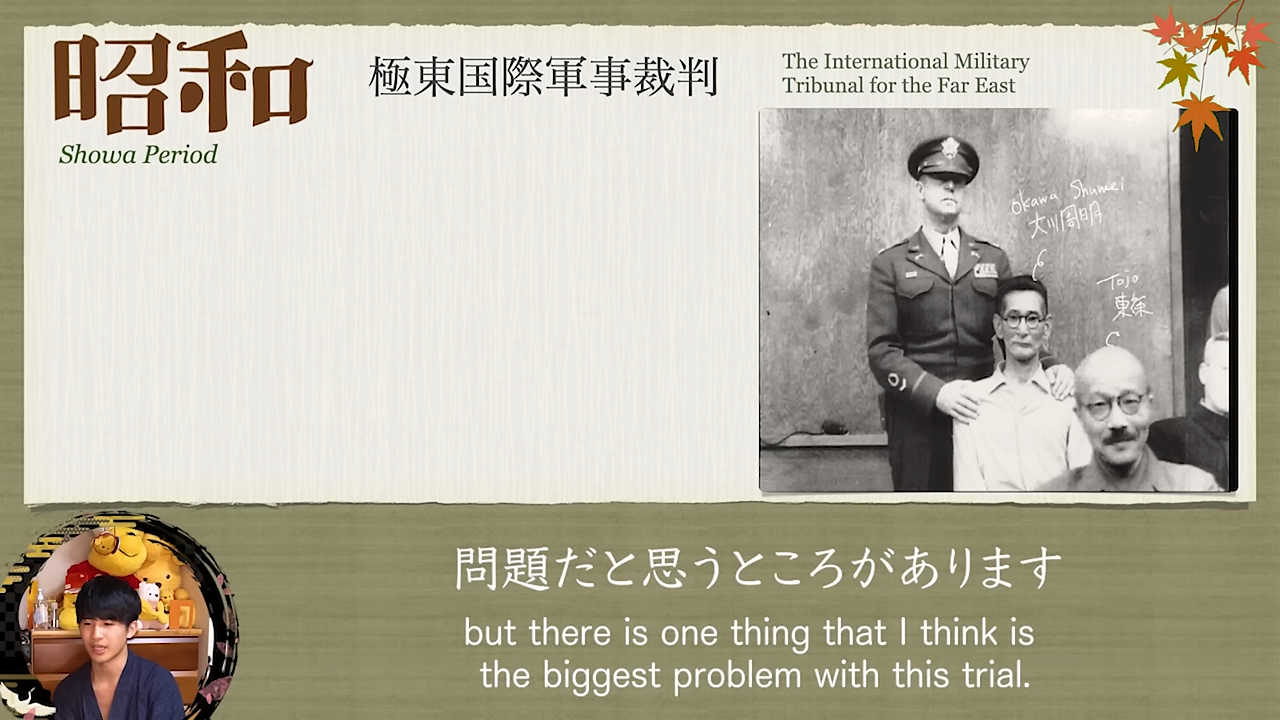 昭和
Showa Period
極東国際軍事裁判
The International Military
Tribunal for the Far East
Okawa Shumei
大川周明
Tojo
東条
問題だと思うところがあります
but there is one thing that I think is
the biggest problem with this trial.